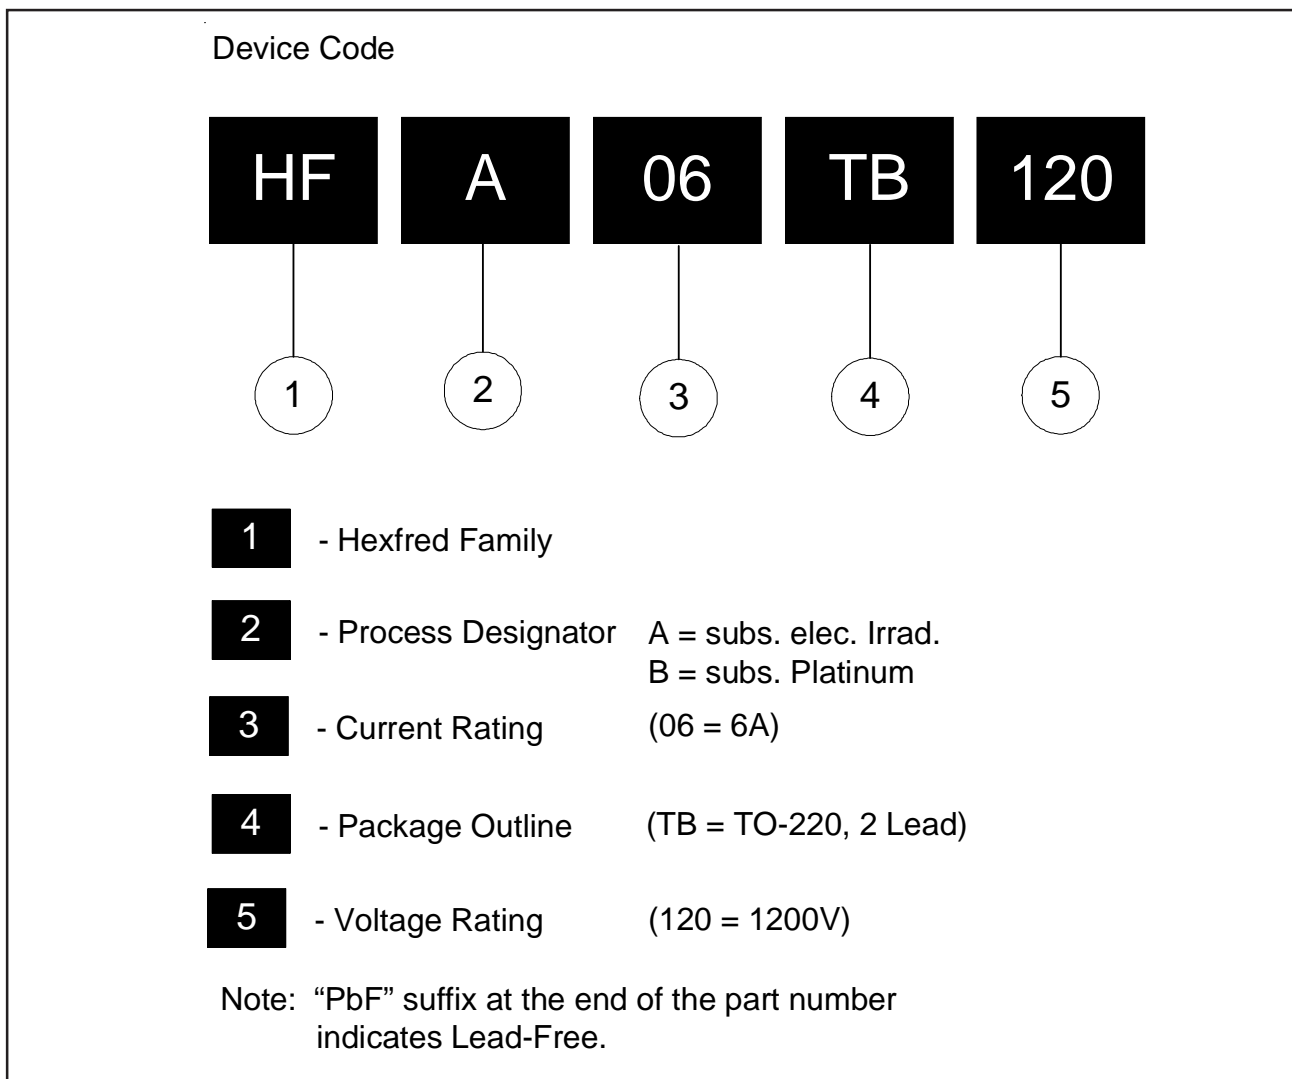 Device Code
HF A 06 TB 120
1 2 3 4 5
1 - Hexfred Family
2 - Process Designator A = subs. elec. Irrad.
B = subs. Platinum
3 - Current Rating (06 = 6A)
4 - Package Outline (TB = TO-220, 2 Lead)
5 - Voltage Rating (120 = 1200V)
Note: “PbF” suffix at the end of the part number
indicates Lead-Free.